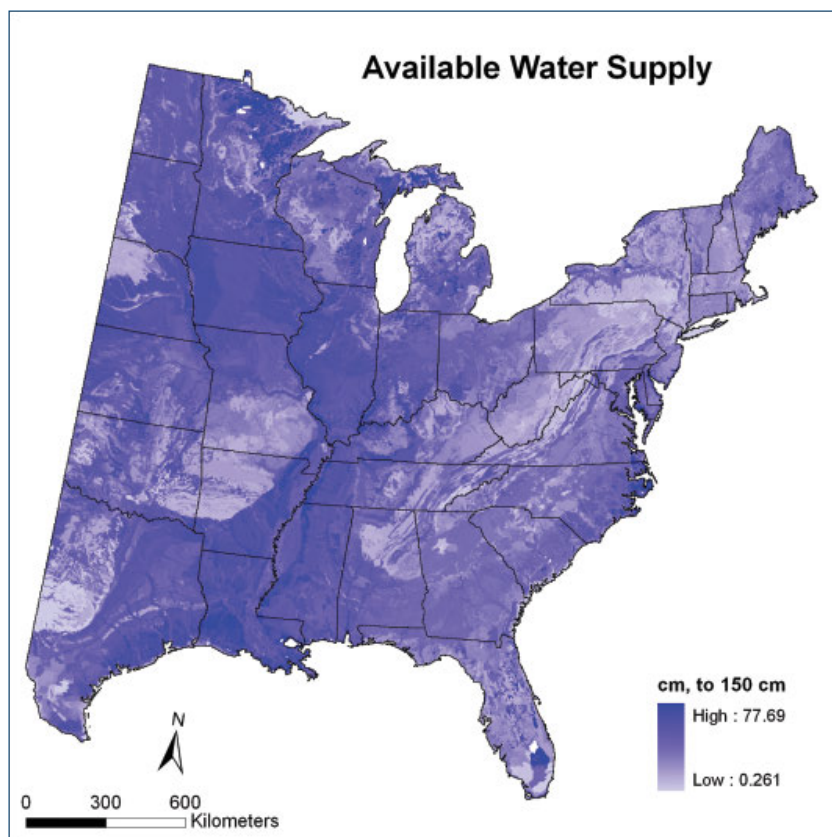 Available Water Supply
cm, to 150 cm
High : 77.69
Low : 0.261
N
0 300 600
Kilometers